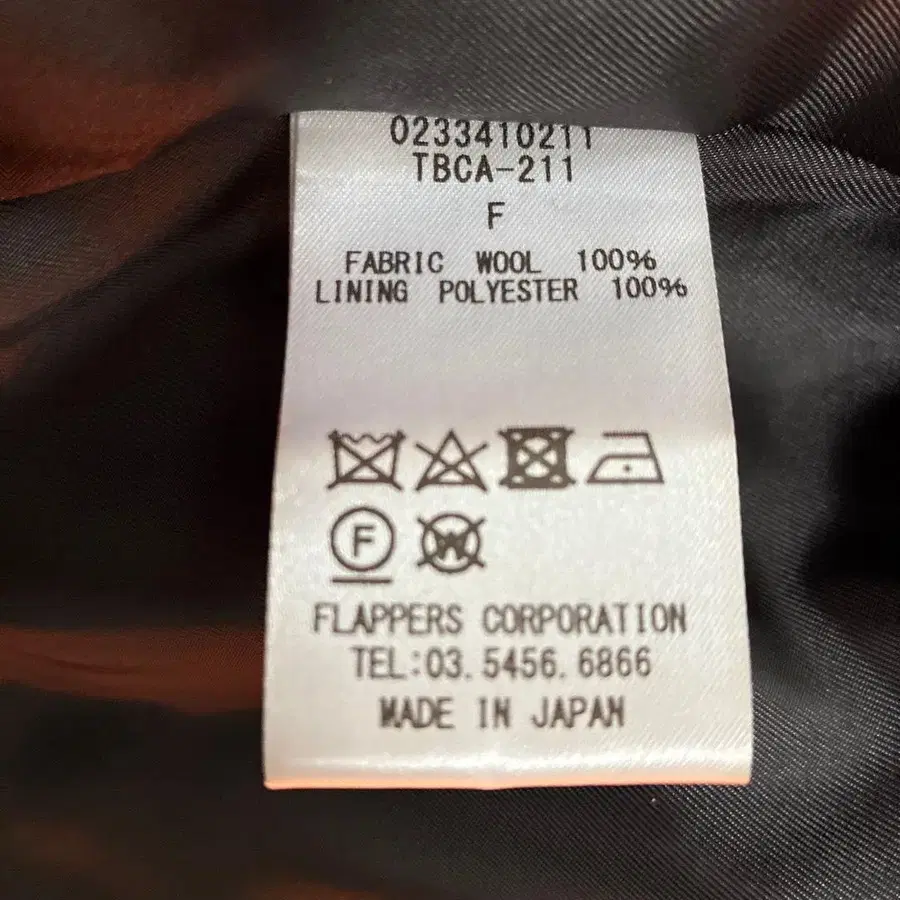 0233410211
TBCA-211
F
FABRIC WOOL 100%
LINING POLYESTER 100%
F W
FLAPPERS CORPORATION
TEL:03.5456.6866
MADE IN JAPAN